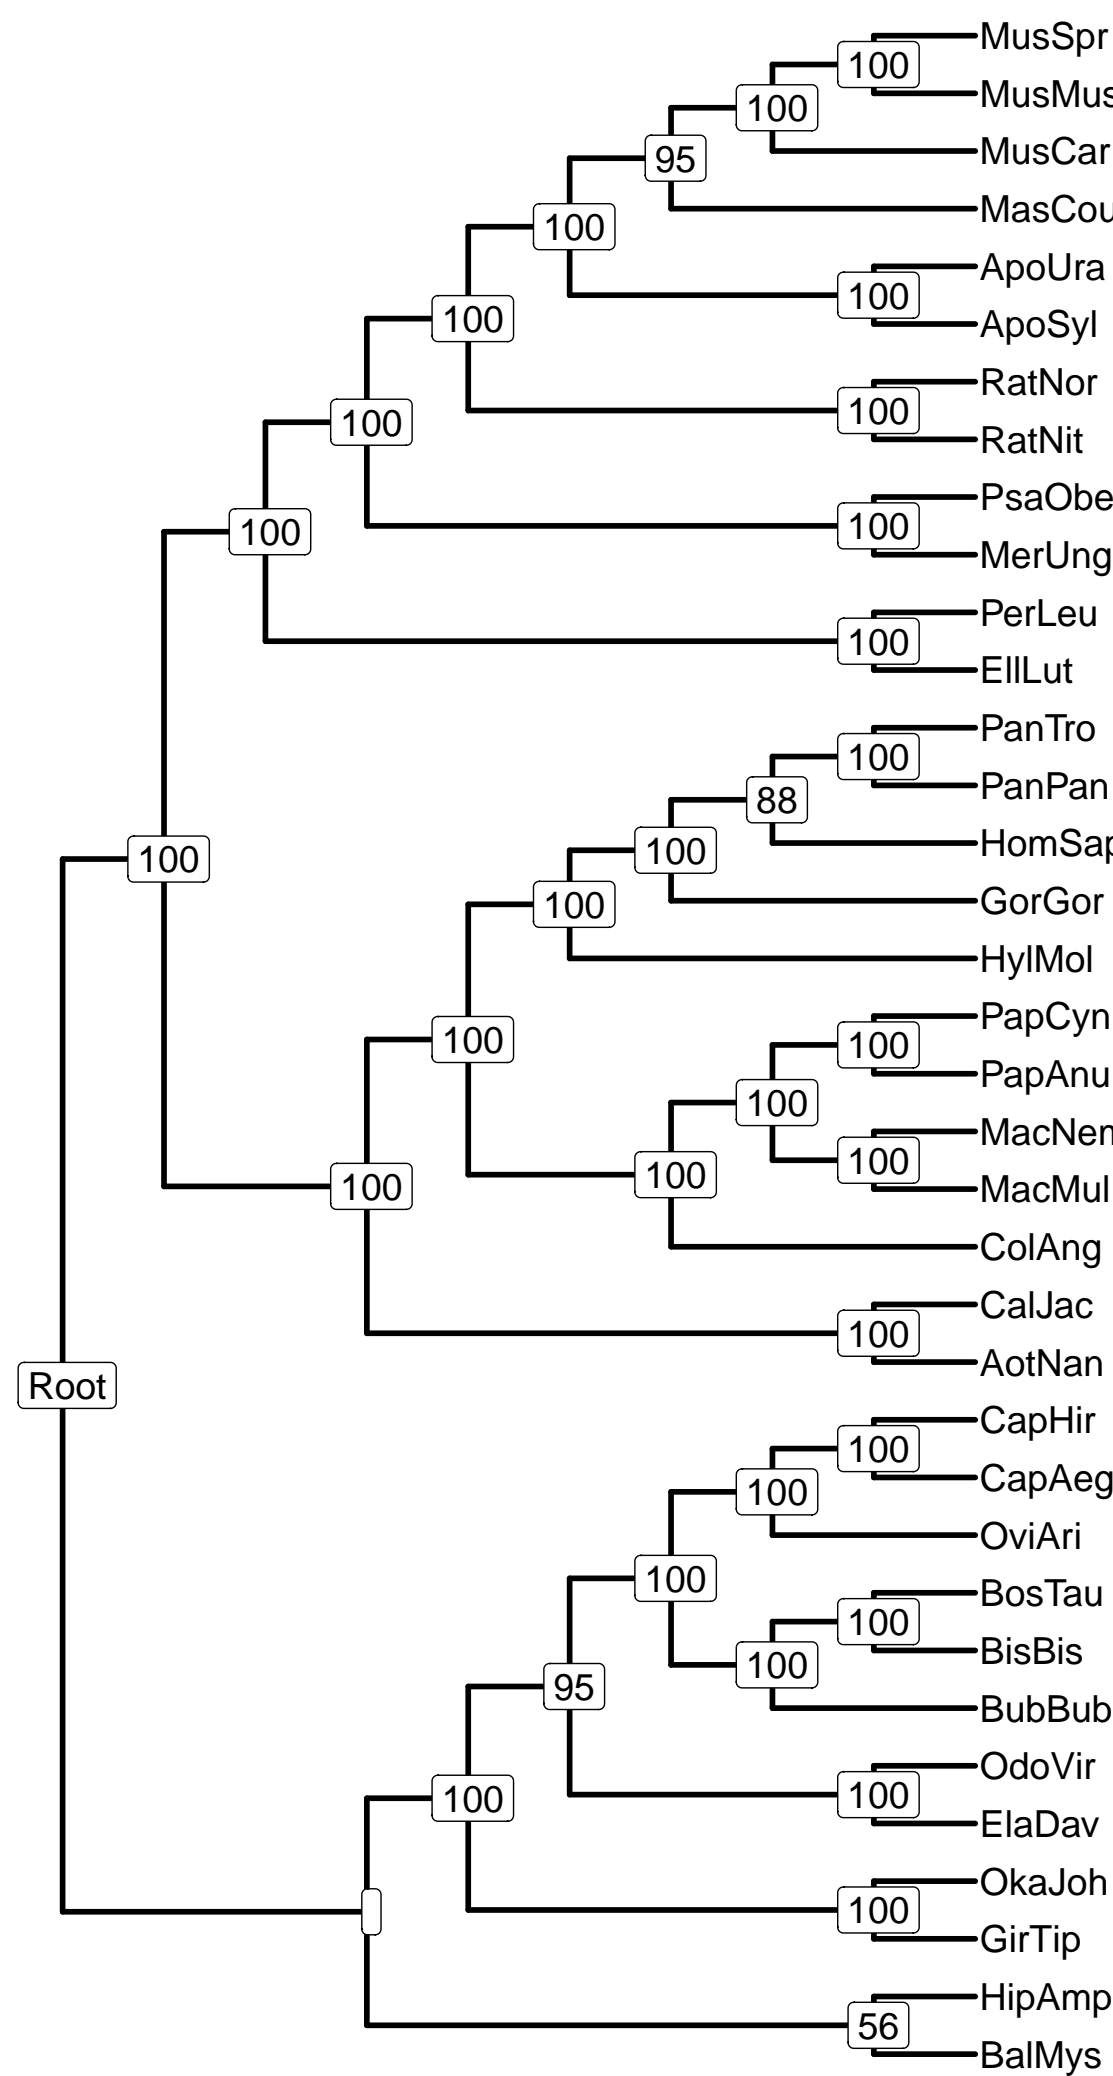 MusSpr
100
MusMus
100
MusCar
95
MasCou
100
ApoUra
100
ApoSyl
100
RatNor
100
RatNit
100
PsaObe
100
100
MerUng
PerLeu
100
EllLut
PanTro
100
PanPan
88
HomSap
100
100
GorGor
100
HylMol
PapCyn
100
100
PapAnu
100
MacNem
100
100
100
MacMul
ColAng
CalJac
100
AotNan
Root
CapHir
100
CapAeg
100
OviAri
100
BosTau
100
BisBis
100
95
BubBub
OdoVir
100
100
ElaDav
OkaJoh
100
GirTip
HipAmp
56
BalMys